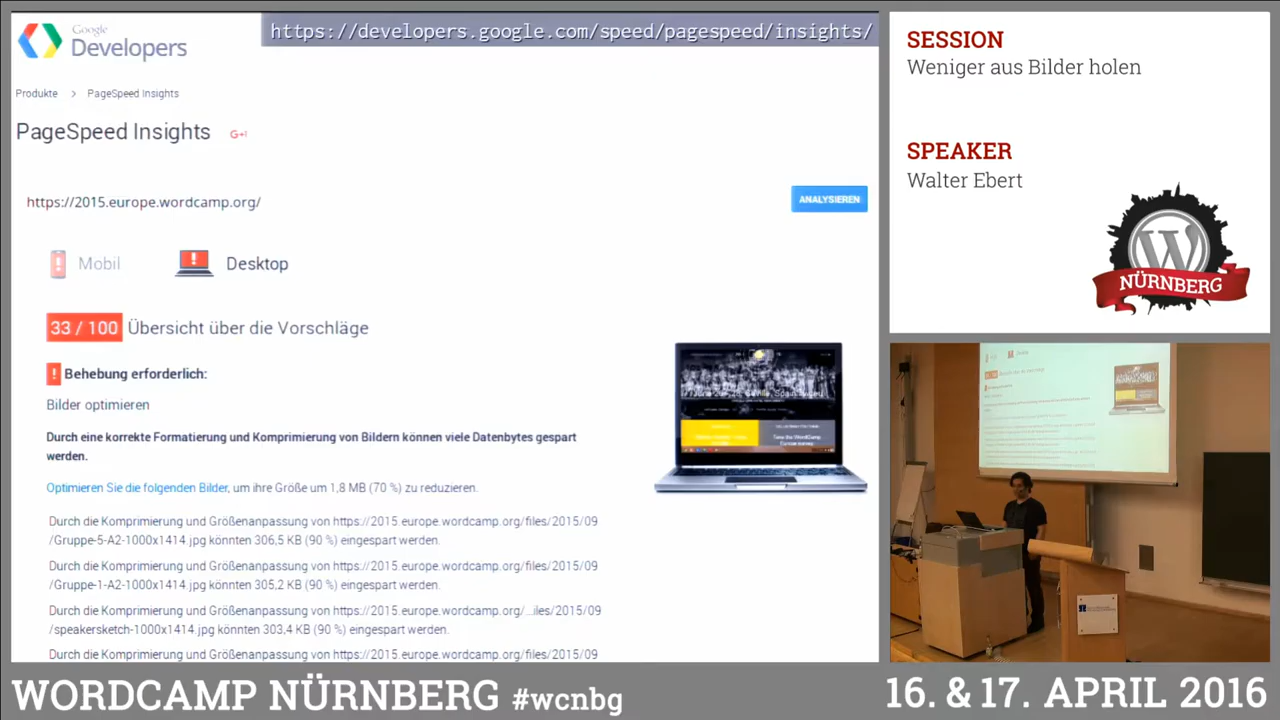 Google
Developers
https://developers.google.com/speed/pagespeed/insights/
Produkte > PageSpeed Insights
PageSpeed Insights G+1
https://2015.europe.wordcamp.org/
ANALYSIEREN
Mobil
Desktop
33 / 100 Übersicht über die Vorschläge
! Behebung erforderlich:
Bilder optimieren
Durch eine korrekte Formatierung und Komprimierung von Bildern können viele Datenbytes gespart
werden.
Optimieren Sie die folgenden Bilder, um ihre Größe um 1,8 MB (70 %) zu reduzieren.
Durch die Komprimierung und Größenanpassung von https://2015.europe.wordcamp.org/files/2015/09
/Gruppe-5-A2-1000x1414.jpg könnten 306,5 KB (90 %) eingespart werden.
Durch die Komprimierung und Größenanpassung von https://2015.europe.wordcamp.org/files/2015/09
/Gruppe-1-A2-1000x1414.jpg könnten 305,2 KB (90 %) eingespart werden.
Durch die Komprimierung und Größenanpassung von https://2015.europe.wordcamp.org/...iles/2015/09
/speakersketch-1000x1414.jpg könnten 303,4 KB (90 %) eingespart werden.
Durch die Komprimierung und Größenanpassung von https://2015.europe.wordcamp.org/files/2015/09
SESSION
Weniger aus Bilder holen
SPEAKER
Walter Ebert
NÜRNBERG
WORDCAMP NÜRNBERG #wcnbg
16. & 17. APRIL 2016